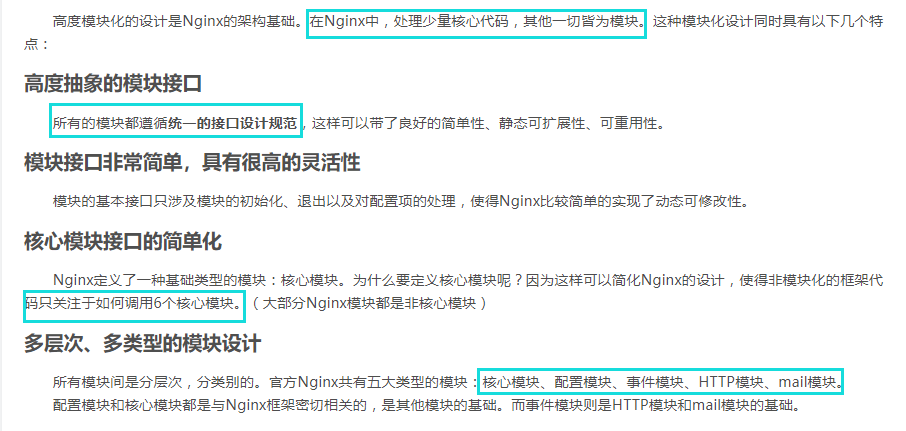 高度模块化的设计是Nginx的架构基础。在Nginx中，处理少量核心代码，其他一切皆为模块。这种模块化设计同时具有以下几个特
点：
高度抽象的模块接口
所有的模块都遵循统一的接口设计规范，这样可以带了良好的简单性、静态可扩展性、可重用性。
模块接口非常简单，具有很高的灵活性
模块的基本接口只涉及模块的初始化、退出以及对配置项的处理，使得Nginx比较简单的实现了动态可修改性。
核心模块接口的简单化
Nginx定义了一种基础类型的模块：核心模块。为什么要定义核心模块呢？因为这样可以简化Nginx的设计，使得非模块化的框架代
码只关注于如何调用6个核心模块。（大部分Nginx模块都是非核心模块）
多层次、多类型的模块设计
所有模块间是分层次，分类别的。官方Nginx共有五大类型的模块：核心模块、配置模块、事件模块、HTTP模块、mail模块。
配置模块和核心模块都是与Nginx框架密切相关的，是其他模块的基础。而事件模块则是HTTP模块和mail模块的基础。